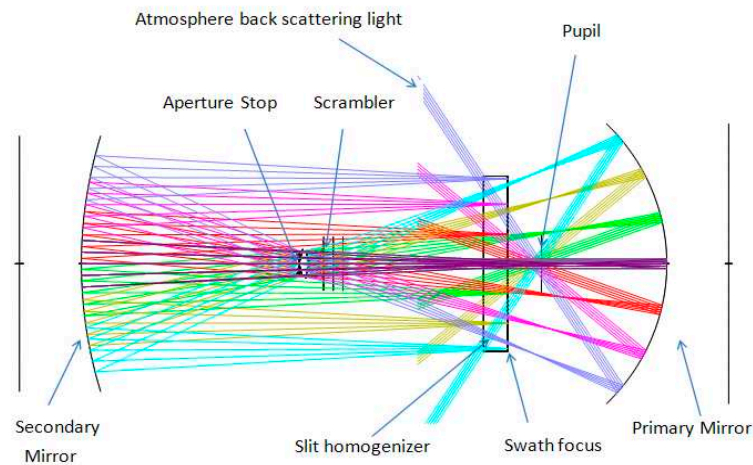 Atmosphere back scattering light
Pupil
Aperture Stop
Scrambler
Secondary
Mirror
Slit homogenizer
Swath focus
Primary Mirror